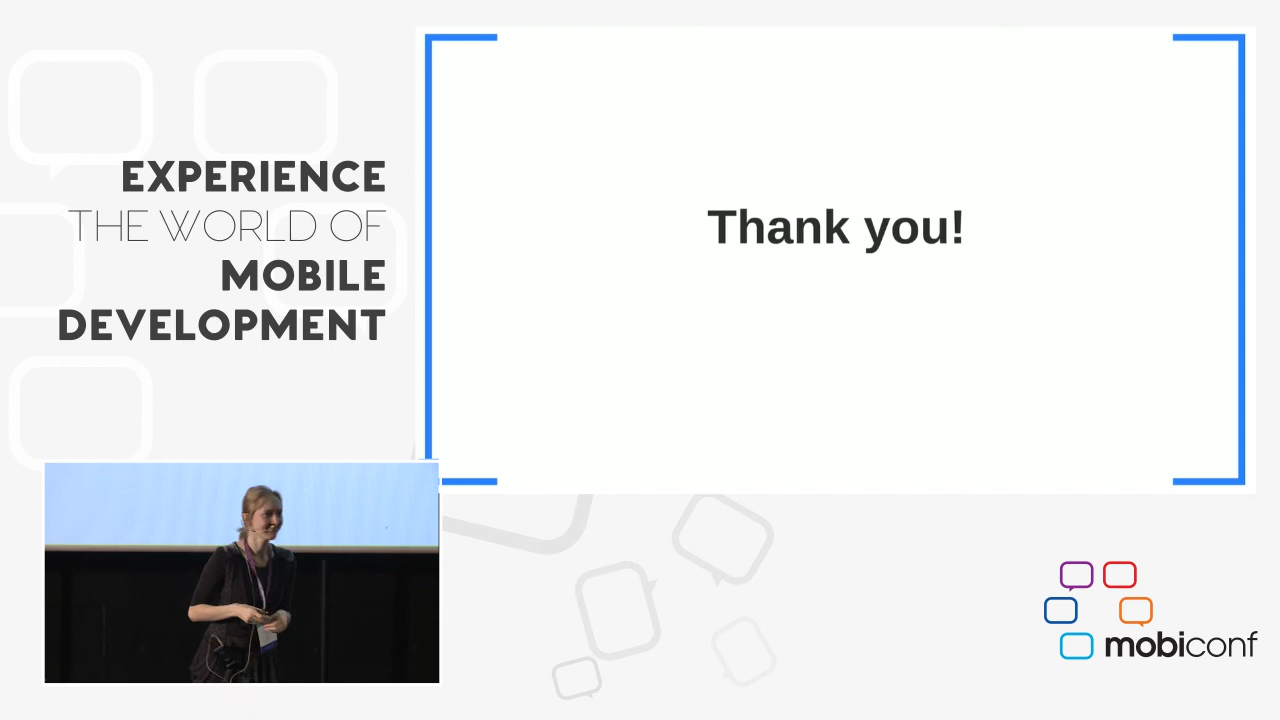 EXPERIENCE
THE WORLD OF
MOBILE
DEVELOPMENT
Thank you!
mobiconf